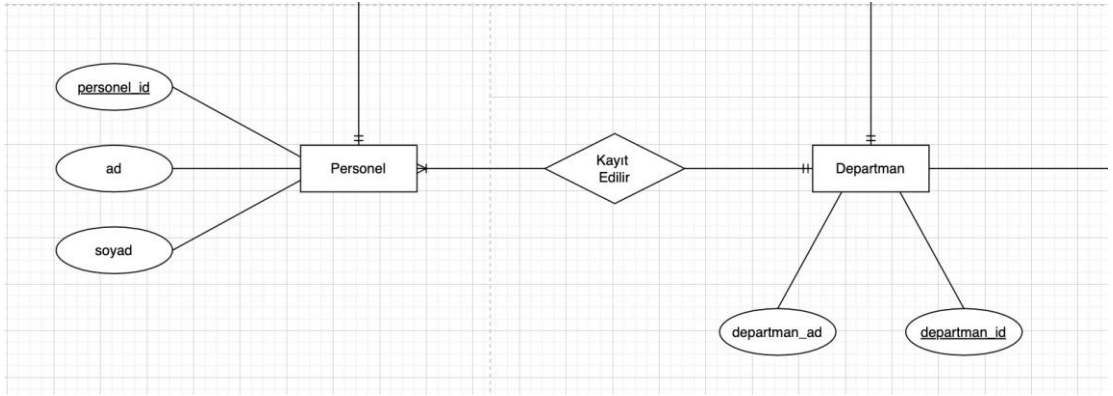 personel_id
ad
soyad
Personel
Kayıt
Edilir
Departman
departman_ad
departman_id